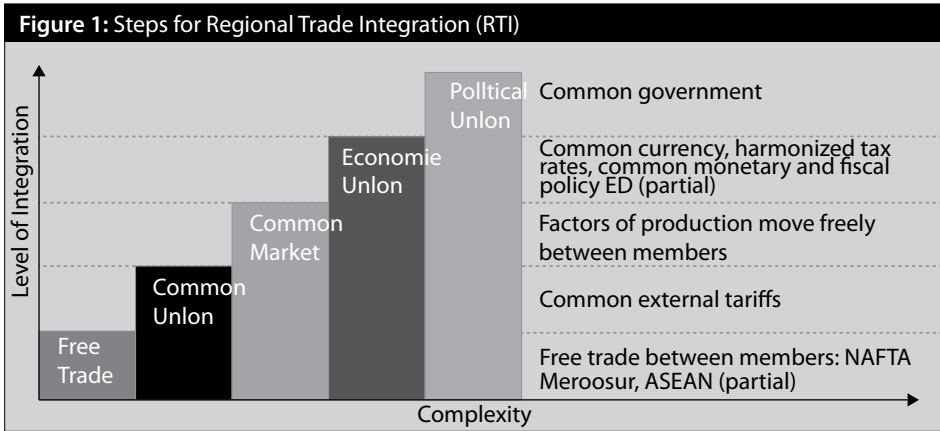 Figure 1: Steps for Regional Trade Integration (RTI)
Level of Integration
Polltical
Unlon
Common government
Economie
Unlon
Common currency, harmonized tax
rates, common monetary and fiscal
policy ED (partial)
Common
Market
Factors of production move freely
between members
Common
Unlon
Common external tariffs
Free
Trade
Free trade between members: NAFTA
Meroosur, ASEAN (partial)
Complexity